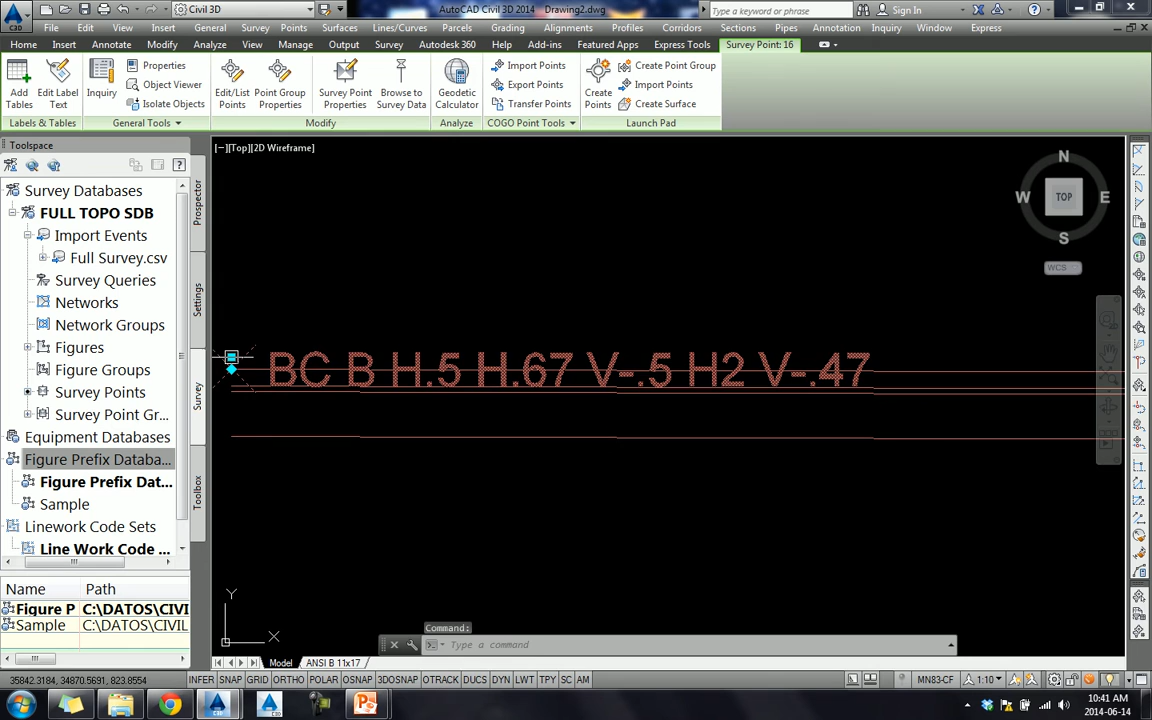 Civil 3D
AutoCAD Civil 3D 2014 Drawing2.dwg
Type a keyword or phrase
Sign In
File Edit View Insert General Survey Points Surfaces Lines/Curves Parcels Grading Alignments Profiles Corridors Sections Pipes Annotation Inquiry Window Express
Home Insert Annotate Modify Analyze View Manage Output Survey Autodesk 360 Help Add-ins Featured Apps Express Tools Survey Point: 16
Add Tables
Edit Label Text
Labels & Tables
Inquiry
Properties
Object Viewer
Isolate Objects
General Tools
Edit/List Points
Point Group Properties
Survey Point Properties
Browse to Survey Data
Modify
Geodetic Calculator
Analyze
Import Points
Export Points
Transfer Points
COGO Point Tools
Create Points
Create Point Group
Import Points
Create Surface
Launch Pad
Toolspace
Survey Databases
FULL TOPO SDB
Import Events
Full Survey.csv
Survey Queries
Networks
Network Groups
Figures
Figure Groups
Survey Points
Survey Point Gr...
Equipment Databases
Figure Prefix Databa...
Figure Prefix Dat...
Sample
Linework Code Sets
Line Work Code ...
Prospector
Settings
Survey
Toolbox
Name Path
Figure P C:\DATOS\CIVI
Sample C:\DATOS\CIVIL
[−][Top][2D Wireframe]
N
W TOP E
S
WCS
BC B H.5 H.67 V-.5 H2 V-.47
Y
X
Command:
Type a command
Model ANSI B 11x17
35842.3184, 34870.5691, 823.8554 INFER SNAP GRID ORTHO POLAR OSNAP 3DOSNAP OTRACK DUCS DYN LWT TPY SC AM MN83-CF 1:10
10:41 AM
2014-06-14